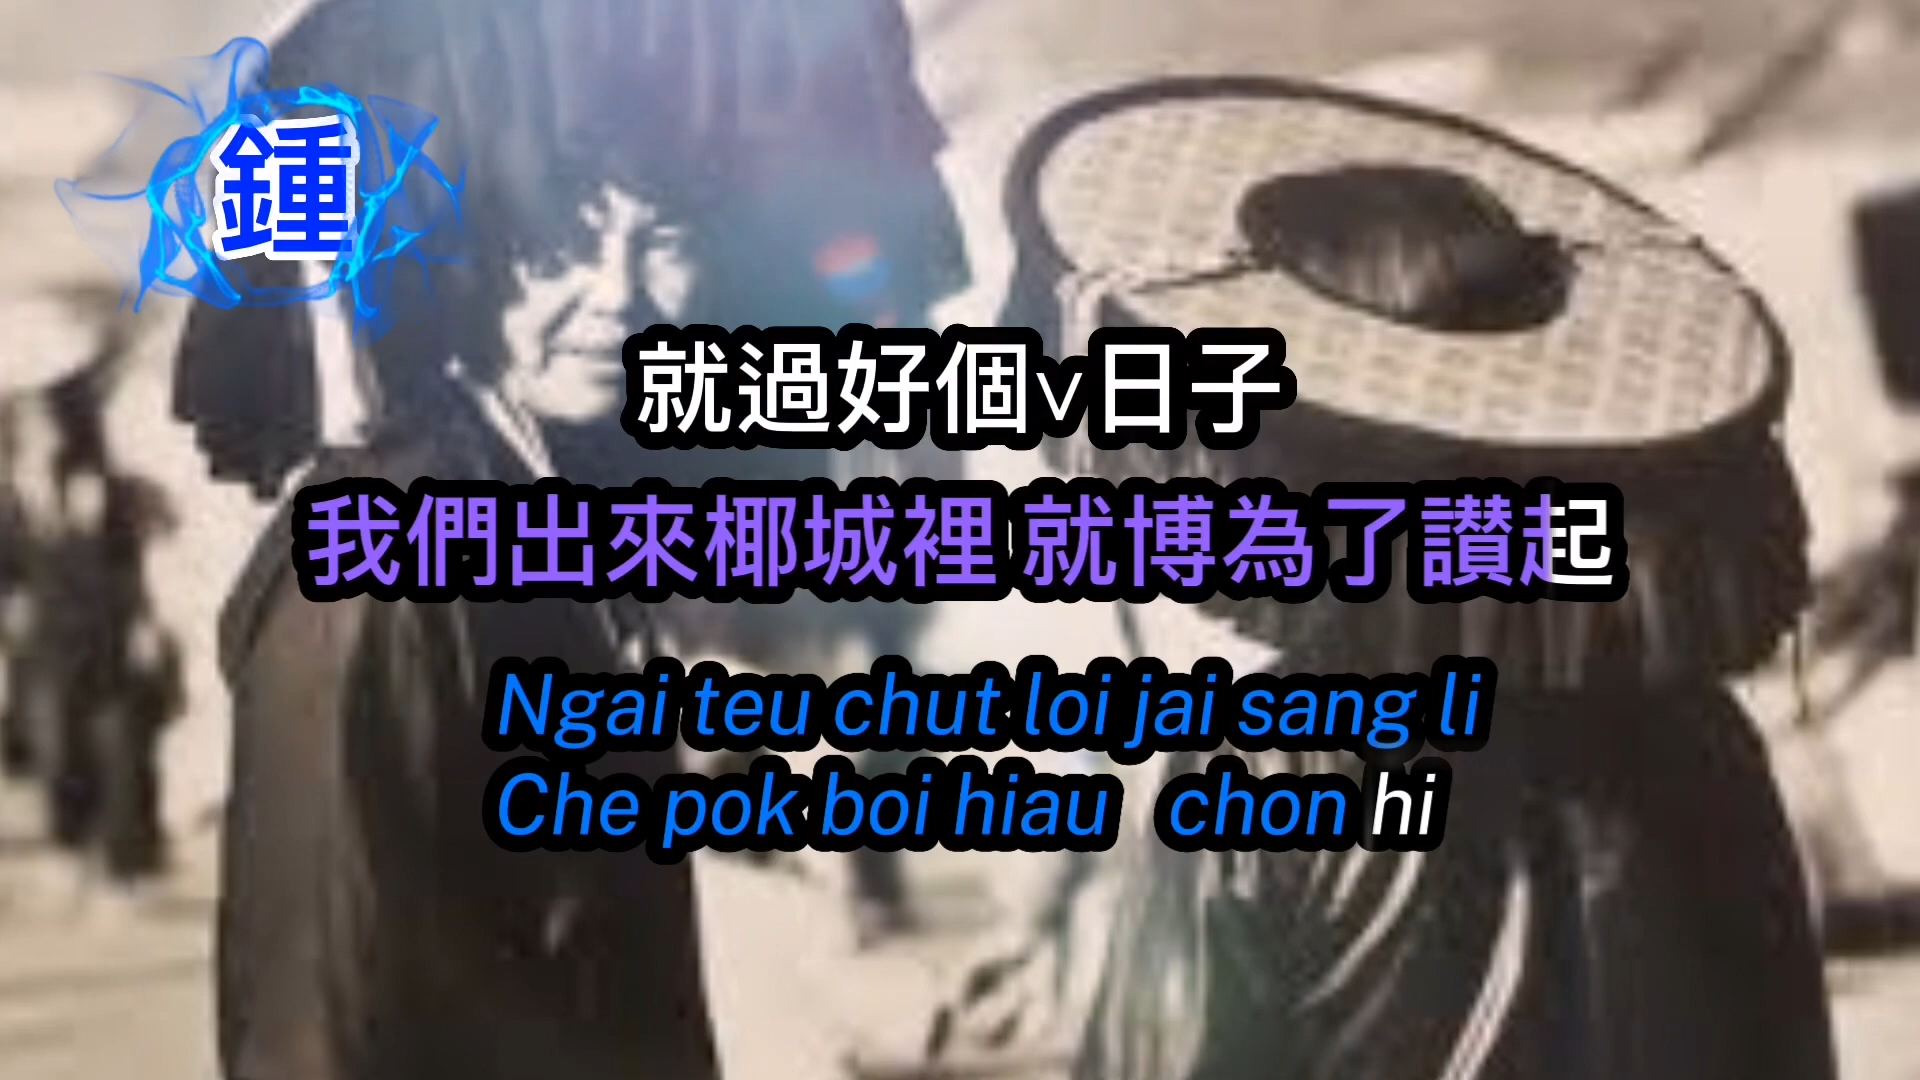 鍾
就過好個v日子
我們出來椰城裡 就博為了讃起
Ngai teu chut loi jai sang li
Che pok boi hiau chon hi